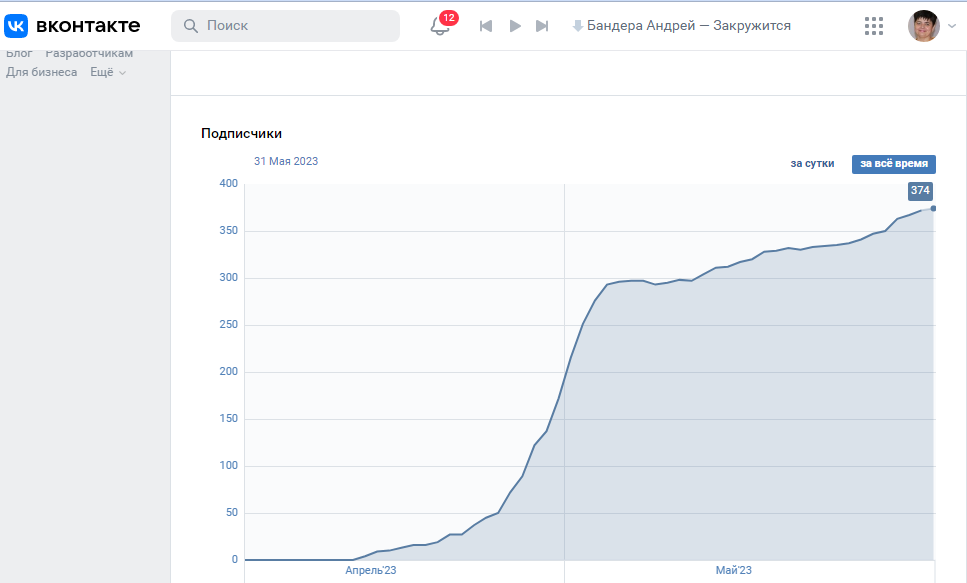 вконтакте
Поиск
12
Бандера Андрей — Закружится
Блог Разработчикам
Для бизнеса Ещё
Подписчики
31 Мая 2023
за сутки
за всё время
374
400
350
300
250
200
150
100
50
0
Апрель'23
Май'23